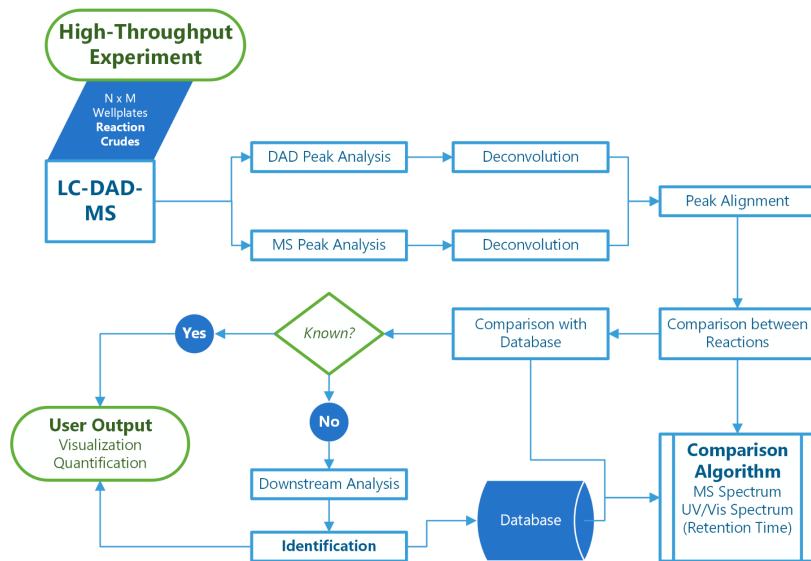 High-Throughput
Experiment
N x M
Wellplates
Reaction
Crudes
LC-DAD-
MS
DAD Peak Analysis
Deconvolution
MS Peak Analysis
Deconvolution
Peak Alignment
Comparison between
Reactions
Comparison with
Database
Known?
Yes
No
User Output
Visualization
Quantification
Downstream Analysis
Identification
Database
Comparison
Algorithm
MS Spectrum
UV/Vis Spectrum
(Retention Time)